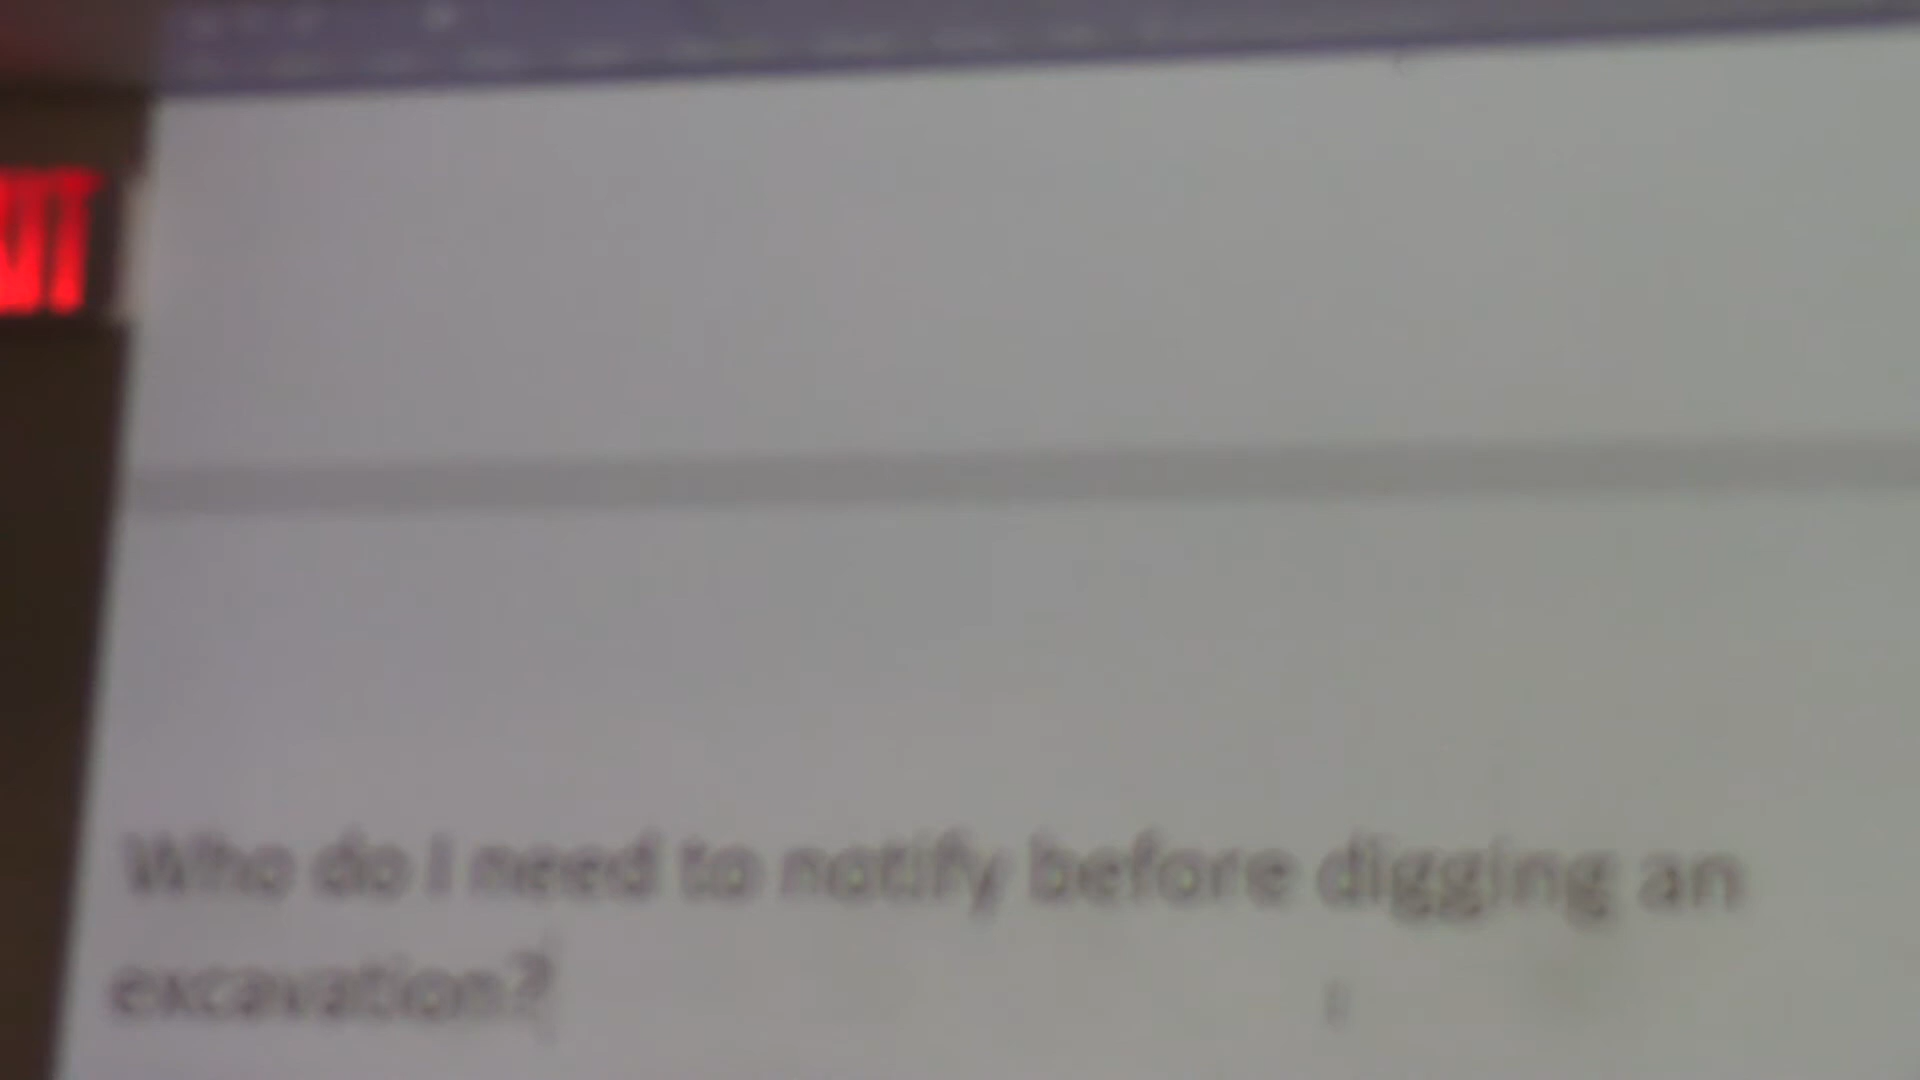 Who do I need to notify before digging an
excavation?